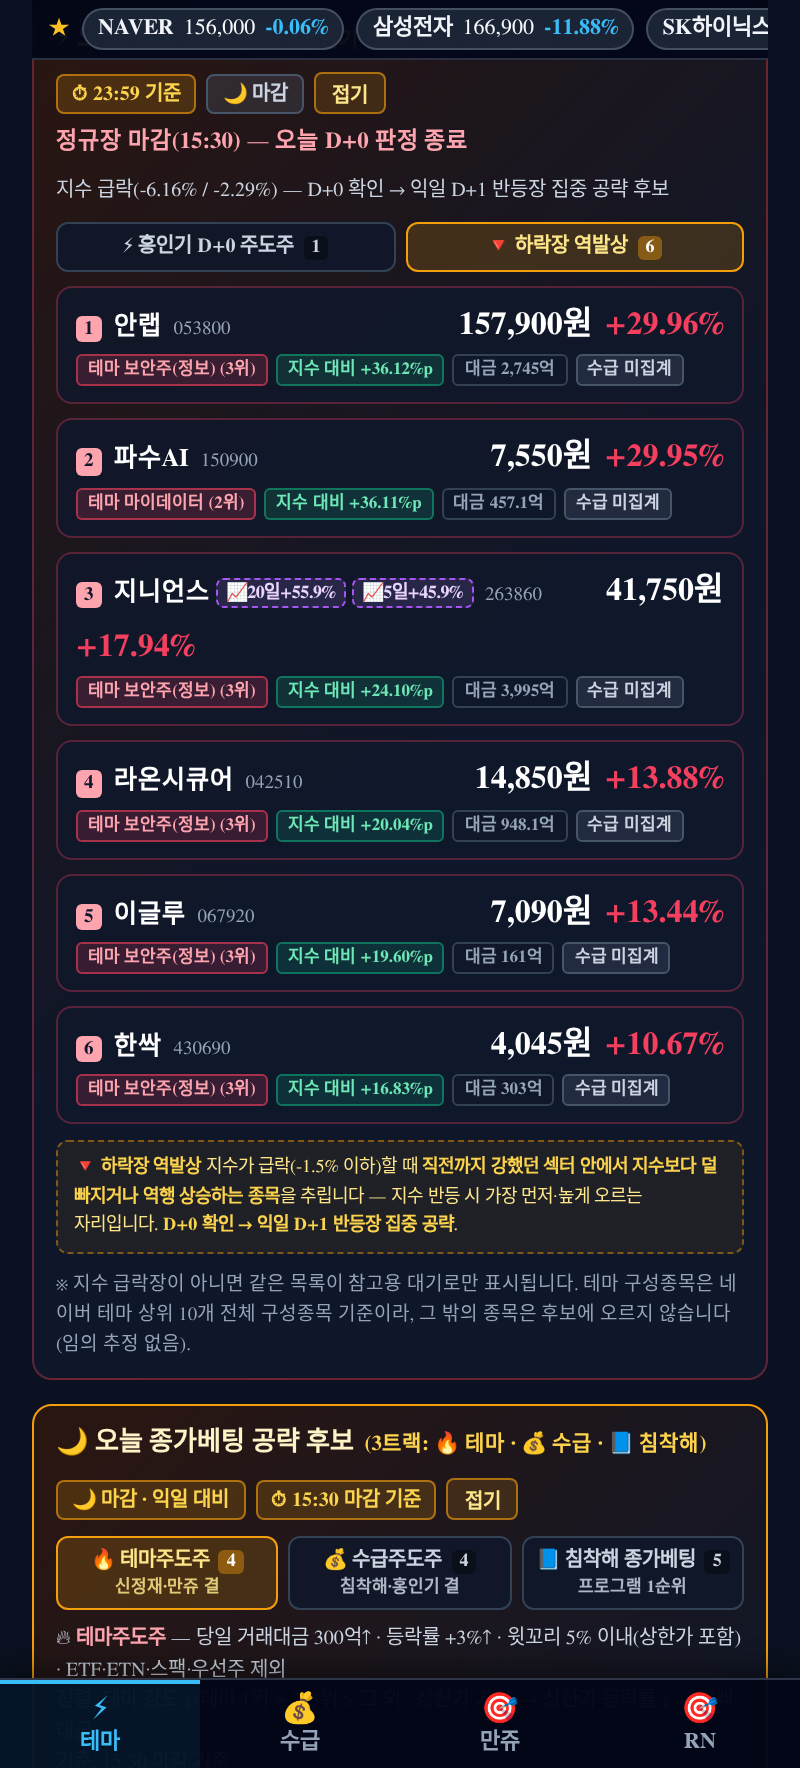 ★ NAVER 156,000 -0.06% 삼성전자 166,900 -11.88% SK하이닉스
⏱ 23:59 기준 🌙 마감 접기
정규장 마감(15:30) — 오늘 D+0 판정 종료
지수 급락(-6.16% / -2.29%) — D+0 확인 → 익일 D+1 반등장 집중 공략 후보
⚡ 홍인기 D+0 주도주 1 🔻 하락장 역발상 6
1 안랩 053800 157,900원 +29.96%
테마 보안주(정보) (3위) 지수 대비 +36.12%p 대금 2,745억 수급 미집계
2 파수AI 150900 7,550원 +29.95%
테마 마이데이터 (2위) 지수 대비 +36.11%p 대금 457.1억 수급 미집계
3 지니언스 📈20일+55.9% 📈5일+45.9% 263860 41,750원
+17.94%
테마 보안주(정보) (3위) 지수 대비 +24.10%p 대금 3,995억 수급 미집계
4 라온시큐어 042510 14,850원 +13.88%
테마 보안주(정보) (3위) 지수 대비 +20.04%p 대금 948.1억 수급 미집계
5 이글루 067920 7,090원 +13.44%
테마 보안주(정보) (3위) 지수 대비 +19.60%p 대금 161억 수급 미집계
6 한싹 430690 4,045원 +10.67%
테마 보안주(정보) (3위) 지수 대비 +16.83%p 대금 303억 수급 미집계
🔻 하락장 역발상 지수가 급락(-1.5% 이하)할 때 직전까지 강했던 섹터 안에서 지수보다 덜
빠지거나 역행 상승하는 종목을 추립니다 — 지수 반등 시 가장 먼저·높게 오르는
자리입니다. D+0 확인 → 익일 D+1 반등장 집중 공략.
※ 지수 급락장이 아니면 같은 목록이 참고용 대기로만 표시됩니다. 테마 구성종목은 네
이버 테마 상위 10개 전체 구성종목 기준이라, 그 밖의 종목은 후보에 오르지 않습니다
(임의 추정 없음).
🌙 오늘 종가베팅 공략 후보 (3트랙: 🔥 테마 · 💰 수급 · 📘 침착해)
🌙 마감 · 익일 대비 ⏱ 15:30 마감 기준 접기
🔥 테마주도주 4 💰 수급주도주 4 📘 침착해 종가베팅 5
신정재·만쥬 결 침착해·홍인기 결 프로그램 1순위
🔥 테마주도주 — 당일 거래대금 300억↑ · 등락률 +3%↑ · 윗꼬리 5% 이내(상한가 포함)
· ETF·ETN·스팩·우선주 제외
⚡ 테마 💰 수급 🎯 만쥬 🎯 RN